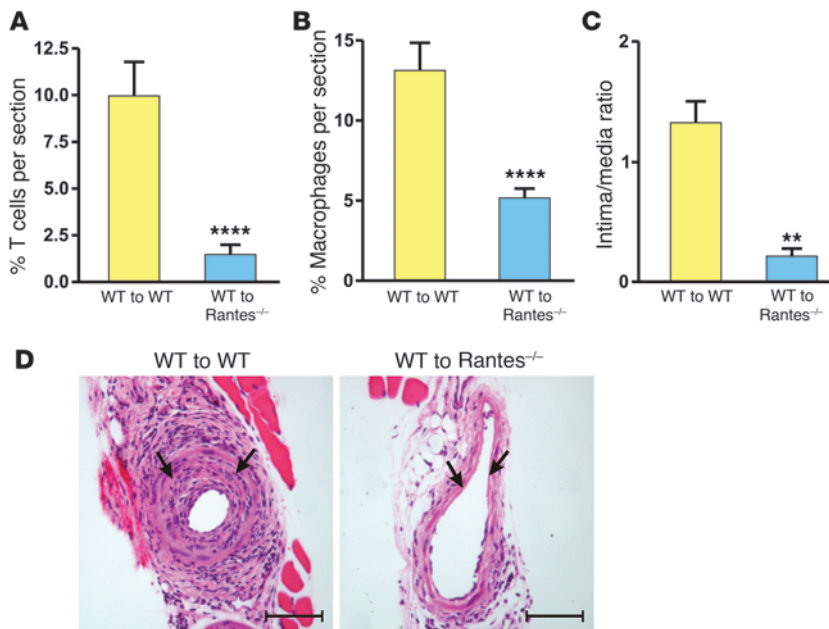 A
% T cells per section
12.5
10.0
7.5
5.0
2.5
0.0
WT to WT
WT to
Rantes–/–
****
B
% Macrophages per section
15
10
5
0
WT to WT
WT to
Rantes–/–
****
C
Intima/media ratio
2
1
0
WT to WT
WT to
Rantes–/–
**
D
WT to WT
WT to Rantes–/–